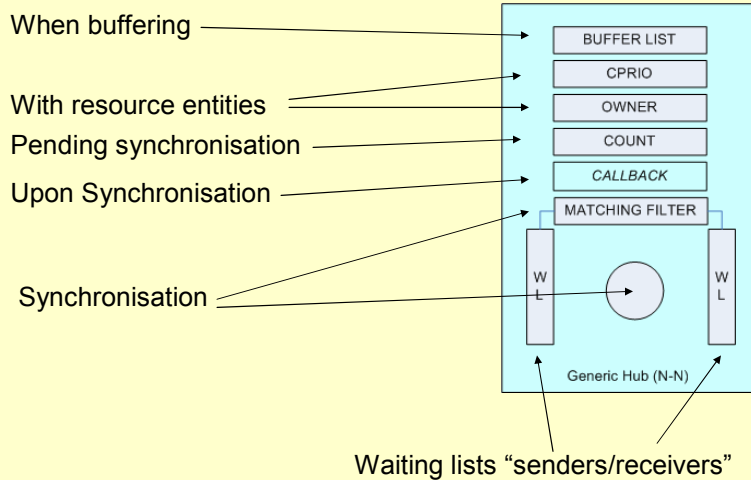 When buffering
BUFFER LIST
CPRIO
With resource entities
OWNER
Pending synchronisation
COUNT
Upon Synchronisation
CALLBACK
MATCHING FILTER
W
L
W
L
Synchronisation
Generic Hub (N-N)
Waiting lists “senders/receivers”